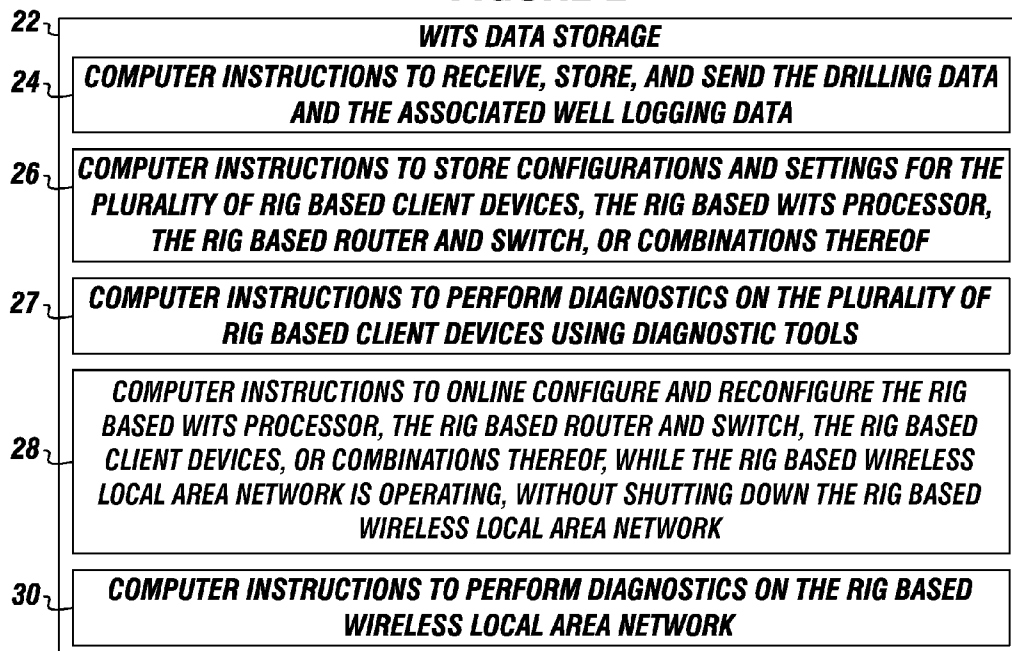 22
WITS DATA STORAGE
24
COMPUTER INSTRUCTIONS TO RECEIVE, STORE, AND SEND THE DRILLING DATA
AND THE ASSOCIATED WELL LOGGING DATA
26
COMPUTER INSTRUCTIONS TO STORE CONFIGURATIONS AND SETTINGS FOR THE
PLURALITY OF RIG BASED CLIENT DEVICES, THE RIG BASED WITS PROCESSOR,
THE RIG BASED ROUTER AND SWITCH, OR COMBINATIONS THEREOF
27
COMPUTER INSTRUCTIONS TO PERFORM DIAGNOSTICS ON THE PLURALITY OF
RIG BASED CLIENT DEVICES USING DIAGNOSTIC TOOLS
28
COMPUTER INSTRUCTIONS TO ONLINE CONFIGURE AND RECONFIGURE THE RIG
BASED WITS PROCESSOR, THE RIG BASED ROUTER AND SWITCH, THE RIG BASED
CLIENT DEVICES, OR COMBINATIONS THEREOF, WHILE THE RIG BASED WIRELESS
LOCAL AREA NETWORK IS OPERATING, WITHOUT SHUTTING DOWN THE RIG BASED
WIRELESS LOCAL AREA NETWORK
30
COMPUTER INSTRUCTIONS TO PERFORM DIAGNOSTICS ON THE RIG BASED
WIRELESS LOCAL AREA NETWORK